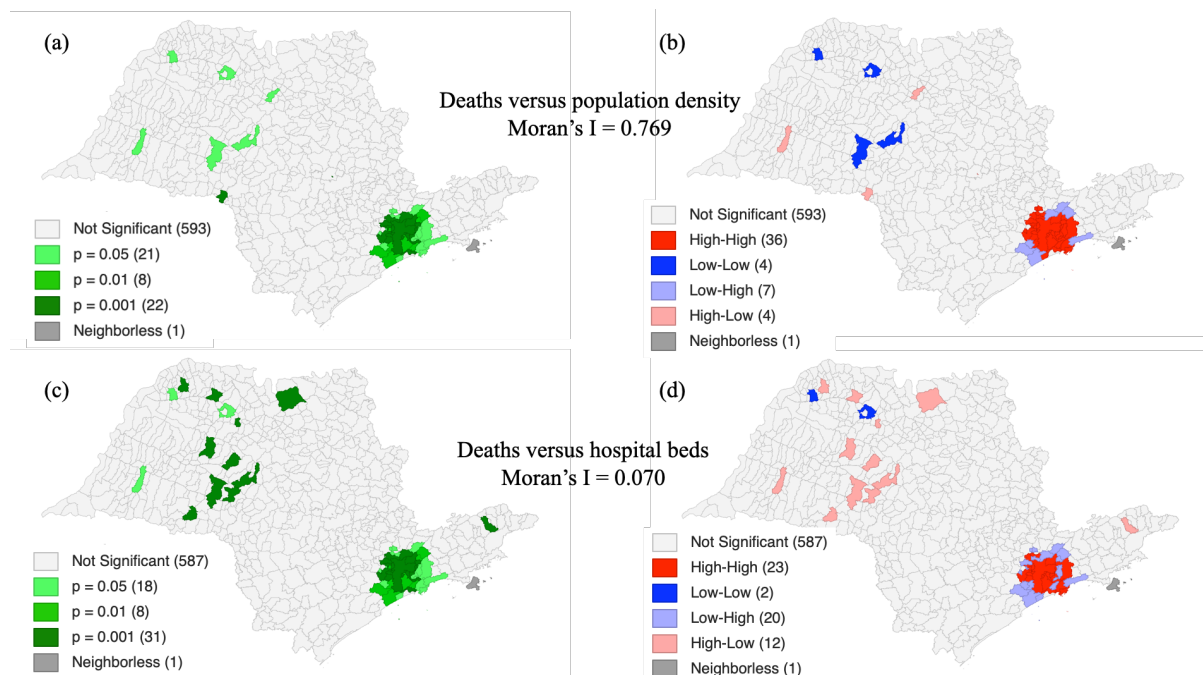 (a)
(b)
Deaths versus population density
Moran's I = 0.769
Not Significant (593)
p = 0.05 (21)
p = 0.01 (8)
p = 0.001 (22)
Neighborless (1)
Not Significant (593)
High-High (36)
Low-Low (4)
Low-High (7)
High-Low (4)
Neighborless (1)
(c)
(d)
Deaths versus hospital beds
Moran's I = 0.070
Not Significant (587)
p = 0.05 (18)
p = 0.01 (8)
p = 0.001 (31)
Neighborless (1)
Not Significant (587)
High-High (23)
Low-Low (2)
Low-High (20)
High-Low (12)
Neighborless (1)